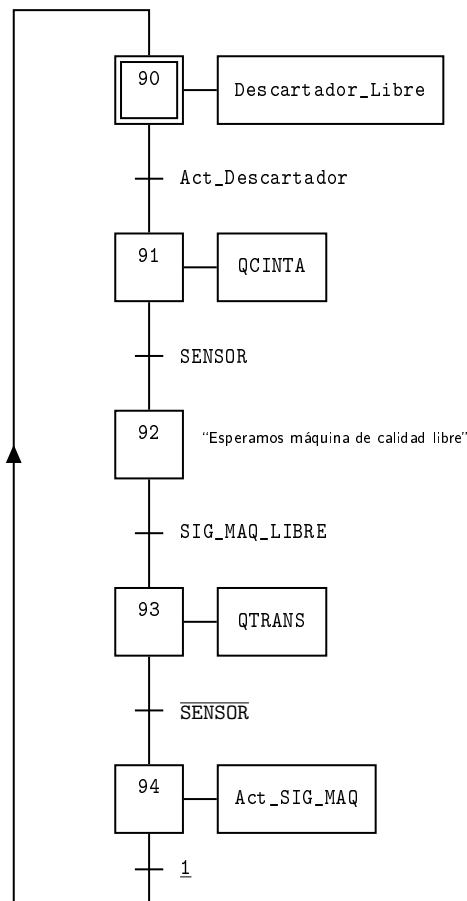 90 Descartador_Libre
Act_Descartador
91 QCINTA
SENSOR
92 “Esperamos máquina de calidad libre”
SIG_MAQ_LIBRE
93 QTRANS
SENSOR
94 Act_SIG_MAQ
1